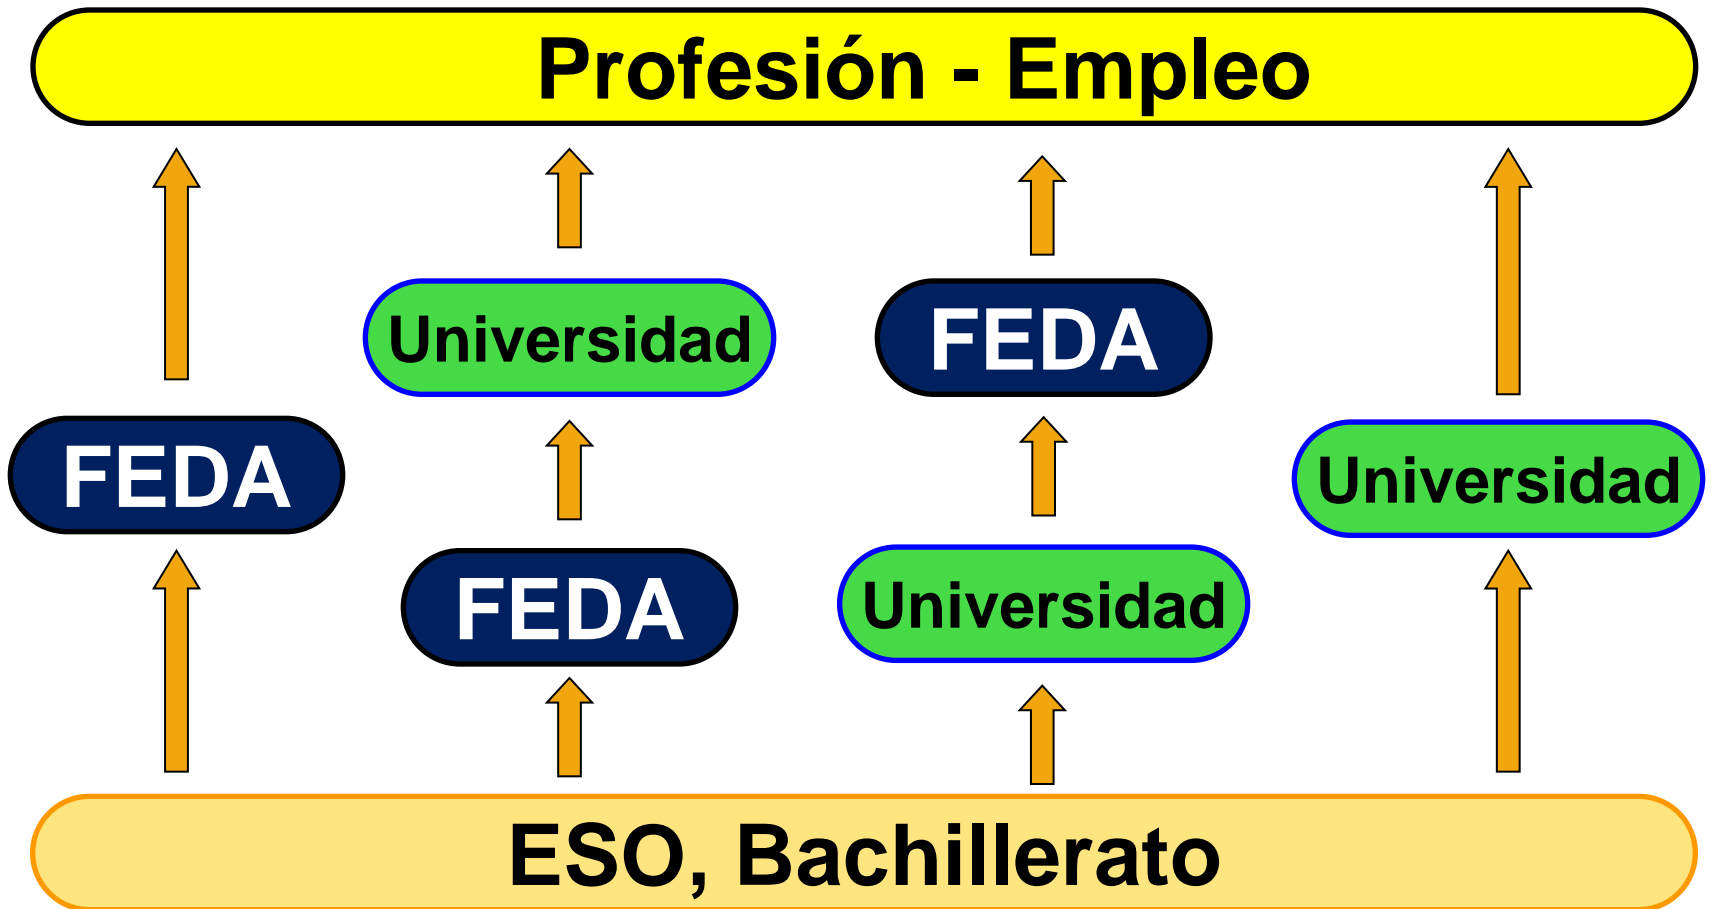 Profesión - Empleo
Universidad
FEDA
FEDA
Universidad
FEDA
Universidad
ESO, Bachillerato